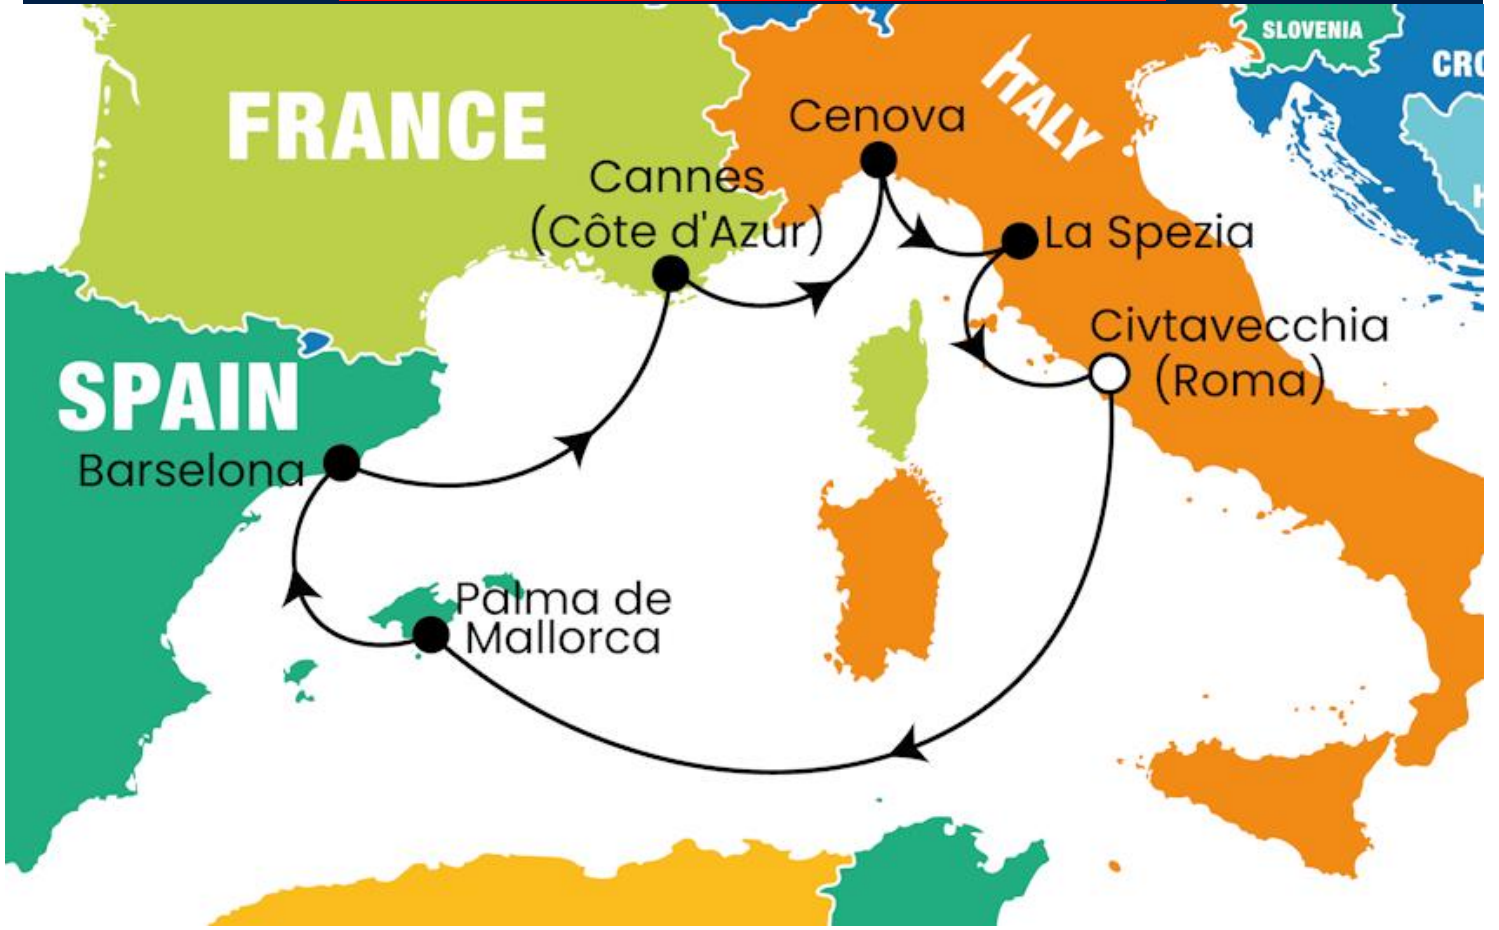 SLOVENIA
CRO
FRANCE
ITALY
Cenova
Cannes
(Côte d'Azur)
La Spezia
H
Civtavecchia
(Roma)
SPAIN
Barselona
Palma de
Mallorca